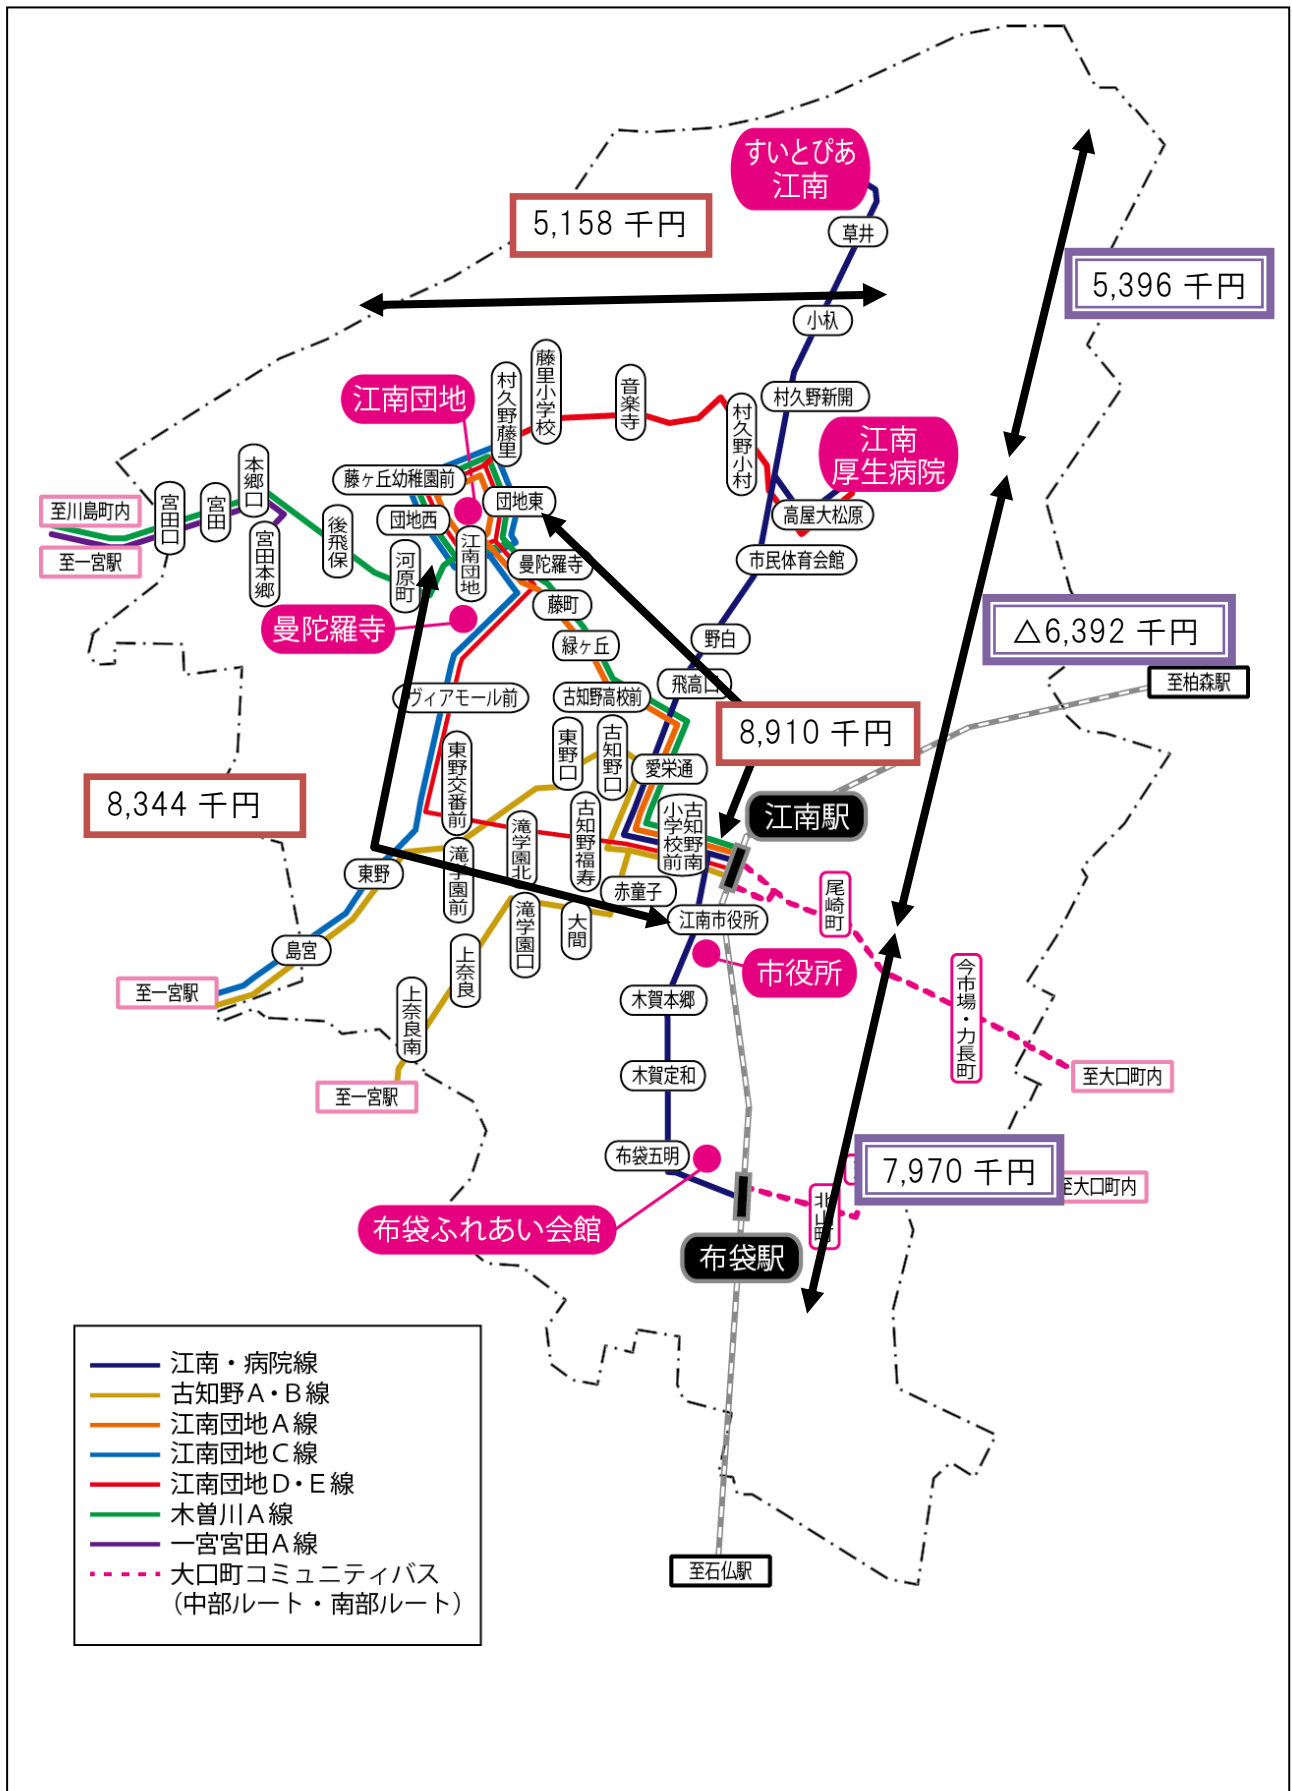 すいとぴあ
江南
5,158 千円
草井
5,396 千円
小杁
藤里小学校
村久野藤里
音楽寺
村久野新開
江南団地
村久野小村
江南
厚生病院
本郷口
藤ヶ丘幼稚園前
団地東
至川島町内
宮田口
宮田
後飛保
団地西
高屋大松原
至一宮駅
宮田本郷
河原町
江南団地
曼陀羅寺
市民体育会館
藤町
曼陀羅寺
緑ヶ丘
野白
△6,392 千円
飛高口
至柏森駅
ヴィアモール前
古知野高校前
8,910 千円
東野交番前
東野口
古知野口
愛栄通
8,344 千円
江南駅
滝学園北
古知野福寿
古知野南
小学校前
東野
滝学園前
赤童子
尾崎町
滝学園口
大間
江南市役所
島宮
上奈良
市役所
今市場・力長町
至一宮駅
上奈良南
木賀本郷
至一宮駅
木賀定和
至大口町内
布袋五明
7,970 千円
至大口町内
北山町
布袋ふれあい会館
布袋駅
江南・病院線
古知野A・B線
江南団地A線
江南団地C線
江南団地D・E線
木曽川A線
一宮宮田A線
大口町コミュニティバス
（中部ルート・南部ルート）
至石仏駅